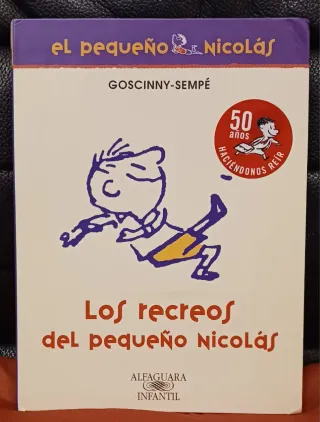 el pequeño Nicolás
GOSCINNY-SEMPÉ
50
años
HACIÉNDONOS REÍR
Los recreos
del pequeño Nicolás
ALFAGUARA
INFANTIL